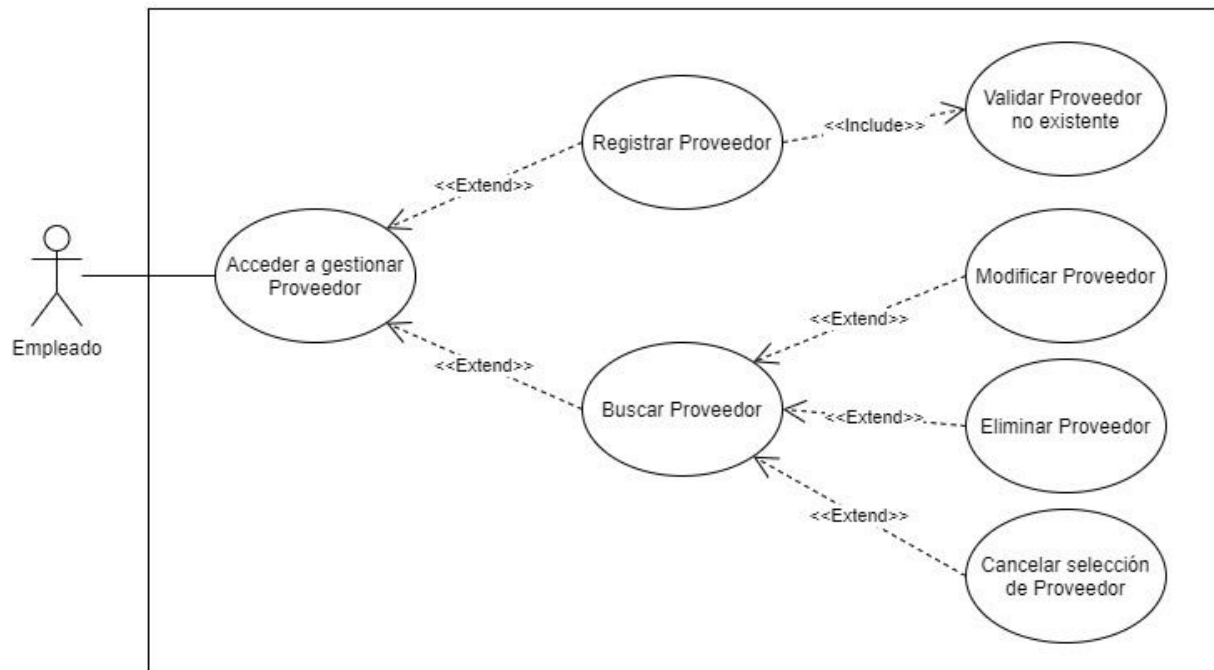 Validar Proveedor
no existente
<<Include>>
Registrar Proveedor
<<Extend>>
Acceder a gestionar
Proveedor
Empleado
<<Extend>>
Buscar Proveedor
Modificar Proveedor
<<Extend>>
Eliminar Proveedor
<<Extend>>
Cancelar selección
de Proveedor
<<Extend>>